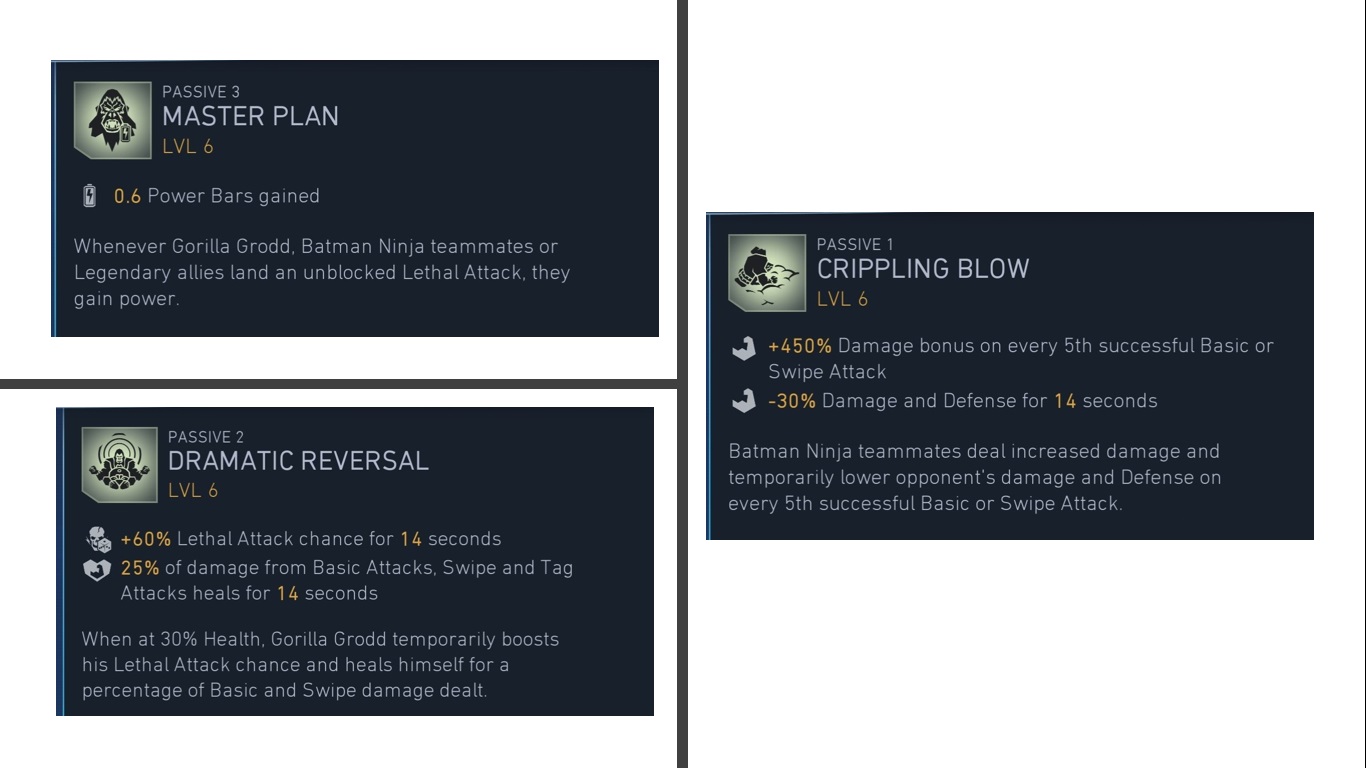 PASSIVE 3
MASTER PLAN
LVL 6
0.6 Power Bars gained
Whenever Gorilla Grodd, Batman Ninja teammates or
Legendary allies land an unblocked Lethal Attack, they
gain power.
PASSIVE 2
DRAMATIC REVERSAL
LVL 6
+60% Lethal Attack chance for 14 seconds
25% of damage from Basic Attacks, Swipe and Tag
Attacks heals for 14 seconds
When at 30% Health, Gorilla Grodd temporarily boosts
his Lethal Attack chance and heals himself for a
percentage of Basic and Swipe damage dealt.
PASSIVE 1
CRIPPLING BLOW
LVL 6
+450% Damage bonus on every 5th successful Basic or
Swipe Attack
-30% Damage and Defense for 14 seconds
Batman Ninja teammates deal increased damage and
temporarily lower opponent's damage and Defense on
every 5th successful Basic or Swipe Attack.